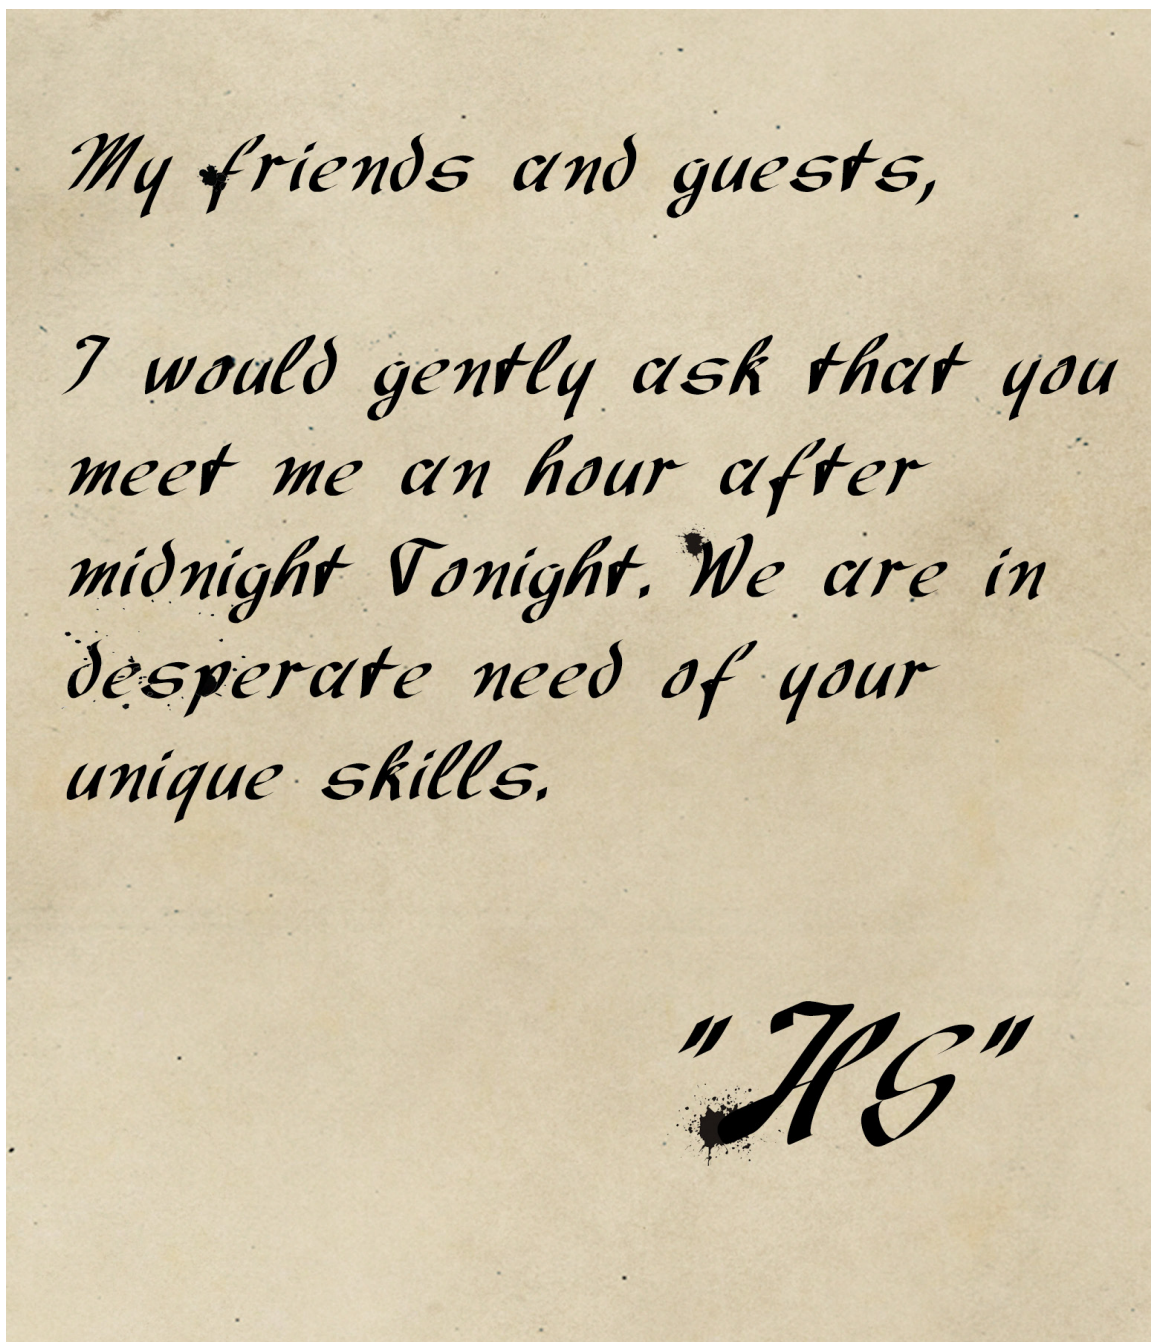 My friends and guests,
I would gently ask that you
meet me an hour after
midnight Tonight. We are in
desperate need of your
unique skills.
"HS"